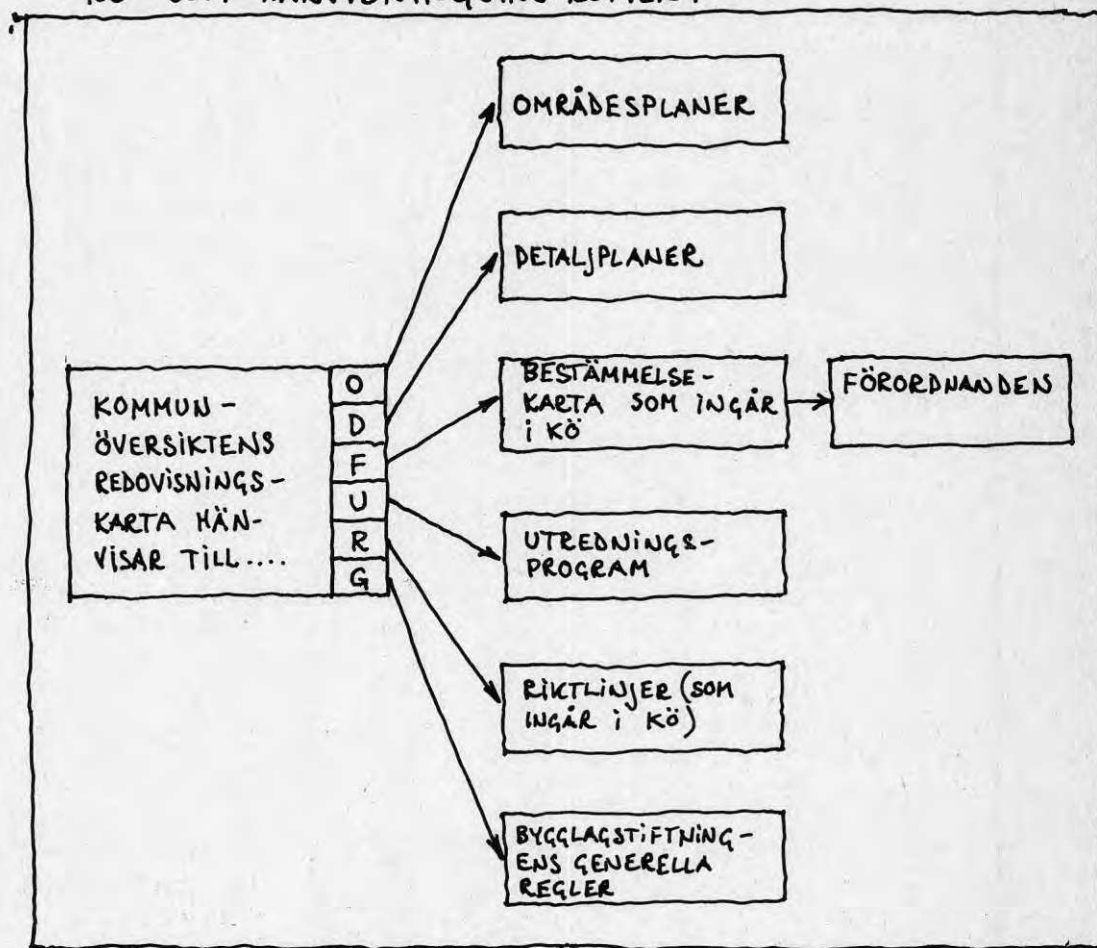 OMRÅDESPLANER
DETALJPLANER
KOMMUN-
ÖVERSIKTENS
REDOVISNINGS-
KARTA HÄN-
VISAR TILL....
O
D
F
U
R
G
BESTÄMMELSE-
KARTA SOM INGÅR
i KÖ
FÖRORDNANDEN
UTREDNINGS-
PROGRAM
RIKTLINJER (SOM
INGÅR i KÖ)
BYGGLAGSTIFTNING-
ENS GENERELLA
REGLER